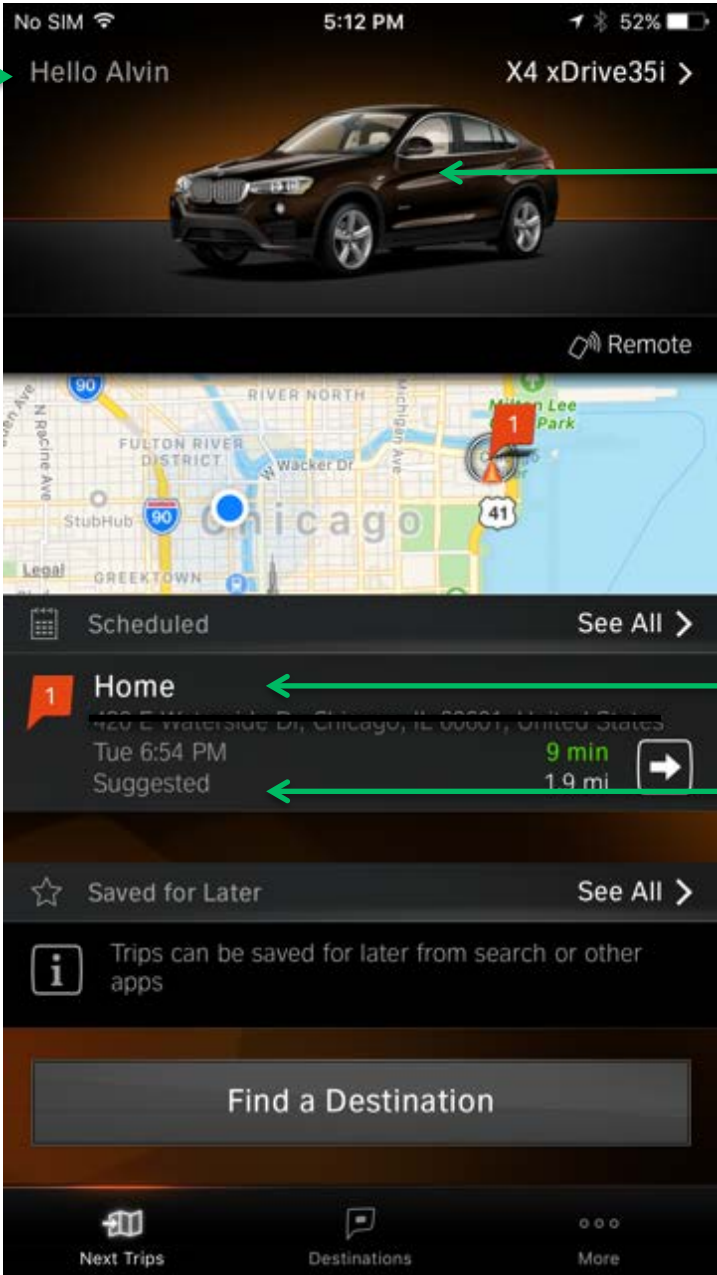 No SIM 5:12 PM 52%
Hello Alvin X4 xDrive35i >
Remote
90
RIVER NORTH
N Racine Ave
Michigan Ave
Park
1
FULTON RIVER
DISTRICT
W Wacker Dr
StubHub 90
Chicago
41
Legal
GREEKTOWN
Scheduled See All >
1 Home
Tue 6:54 PM 9 min
Suggested 1.9 mi
Saved for Later See All >
i Trips can be saved for later from search or other
apps
Find a Destination
Next Trips Destinations More